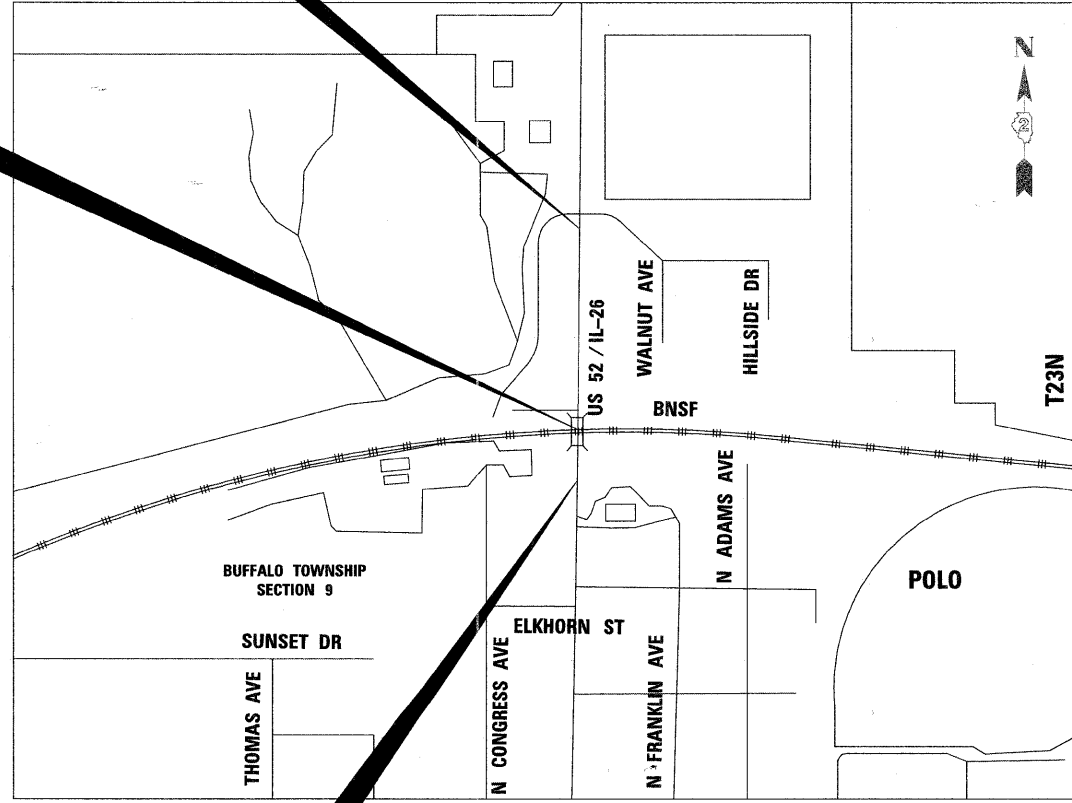 N
2
US 52 / IL-26
WALNUT AVE
HILLSIDE DR
T23N
BNSF
N ADAMS AVE
BUFFALO TOWNSHIP
SECTION 9
POLO
ELKHORN ST
SUNSET DR
THOMAS AVE
N CONGRESS AVE
N FRANKLIN AVE